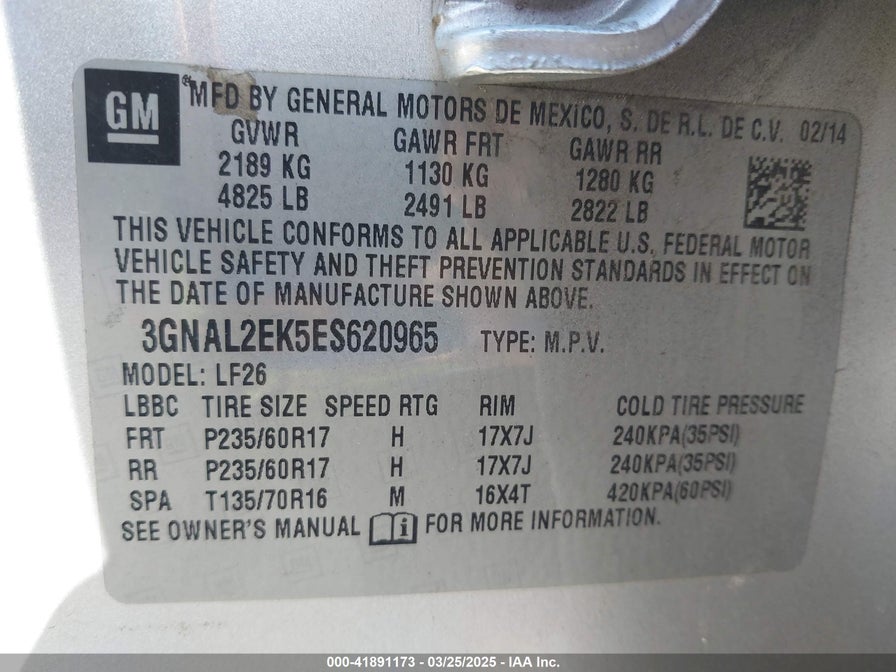 GM
® MFD BY GENERAL MOTORS DE MEXICO, S. DE R.L. DE C.V. 02/14
GVWR GAWR FRT GAWR RR
2189 KG 1130 KG 1280 KG
4825 LB 2491 LB 2822 LB
THIS VEHICLE CONFORMS TO ALL APPLICABLE U.S. FEDERAL MOTOR
VEHICLE SAFETY AND THEFT PREVENTION STANDARDS IN EFFECT ON
THE DATE OF MANUFACTURE SHOWN ABOVE.
3GNAL2EK5ES620965 TYPE: M.P.V.
MODEL: LF26
LBBC TIRE SIZE SPEED RTG RIM COLD TIRE PRESSURE
FRT P235/60R17 H 17X7J 240KPA(35PSI)
RR P235/60R17 H 17X7J 240KPA(35PSI)
SPA T135/70R16 M 16X4T 420KPA(60PSI)
SEE OWNER'S MANUAL i FOR MORE INFORMATION.
000-41891173 - 03/25/2025 - IAA Inc.